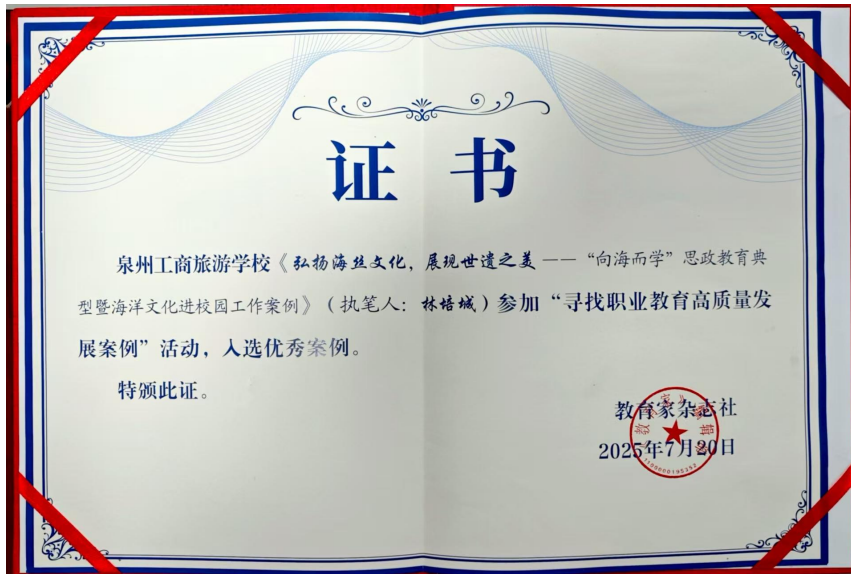 证书
泉州工商旅游学校《弘扬海丝文化，展现世遗之美——“向海而学”思政教育典
型暨海洋文化进校园工作案例》（执笔人：林培城）参加“寻找职业教育高质量发
展案例”活动，入选优秀案例。
特颁此证。
教育家杂志社
2025年7月20日